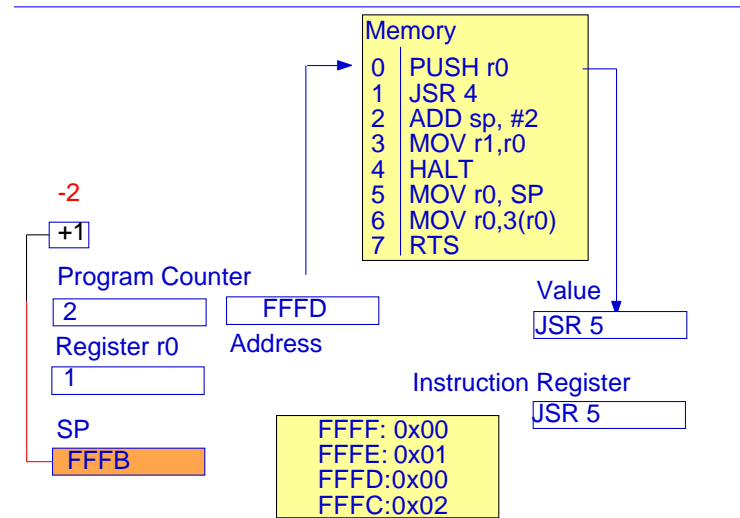 Memory
0 PUSH r0
1 JSR 4
2 ADD sp, #2
3 MOV r1,r0
4 HALT
5 MOV r0, SP
6 MOV r0,3(r0)
7 RTS
-2
+1
Program Counter
2
FFFD
Address
Value
JSR 5
Register r0
1
Instruction Register
JSR 5
SP
FFFB
FFFF: 0x00
FFFE: 0x01
FFFD:0x00
FFFC:0x02